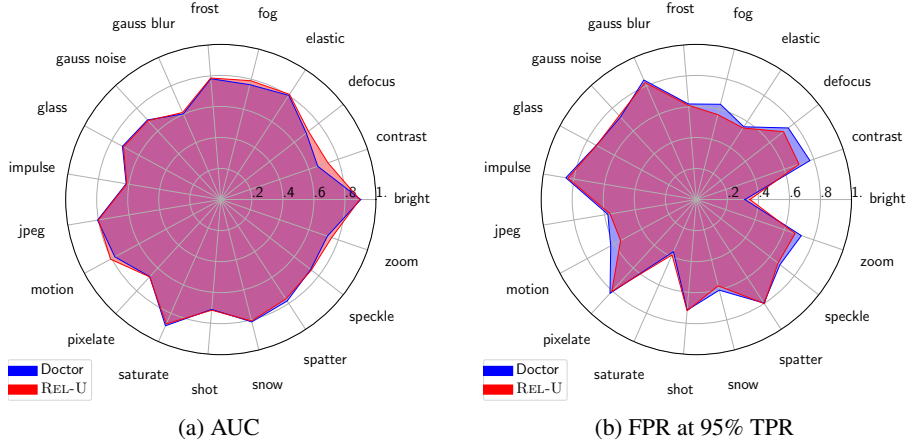 frost
fog
gauss blur
elastic
gauss noise
defocus
glass
contrast
impulse
.2 .4 .6 .8 1.
bright
jpeg
zoom
motion
speckle
pixelate
spatter
saturate
snow
shot
Doctor
REL-U
(a) AUC
frost
fog
gauss blur
elastic
gauss noise
defocus
glass
contrast
impulse
.2 .4 .6 .8 1.
bright
jpeg
zoom
motion
speckle
pixelate
spatter
saturate
snow
shot
Doctor
REL-U
(b) FPR at 95% TPR